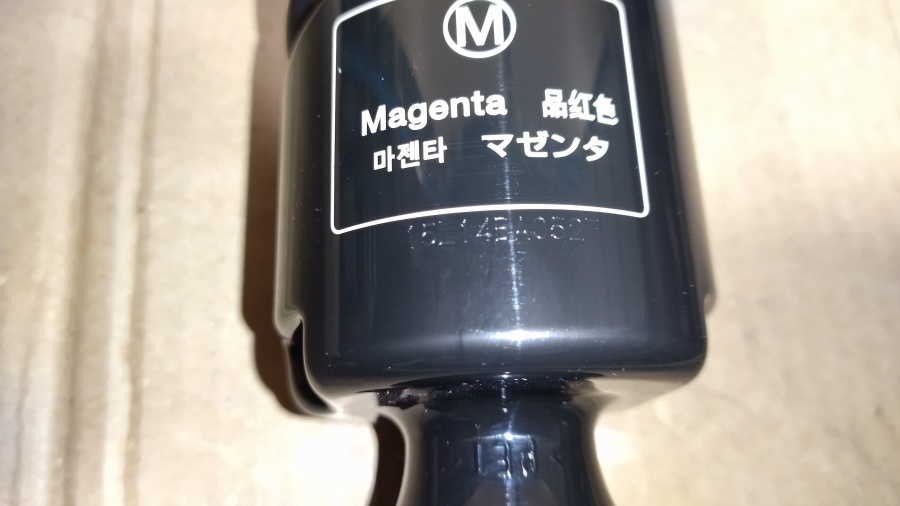 M
Magenta 品红色
마젠타 マゼンタ